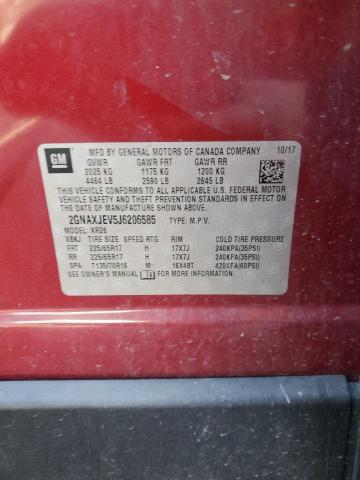 GM
MFD BY GENERAL MOTORS OF CANADA COMPANY 10/17
GVWR GAWR FRT GAWR RR
2025 KG 1175 KG 1200 KG
4464 LB 2590 LB 2645 LB
THIS VEHICLE CONFORMS TO ALL APPLICABLE U.S. FEDERAL MOTOR
VEHICLE SAFETY, BUMPER, AND THEFT PREVENTION STANDARDS
IN EFFECT ON THE DATE OF MANUFACTURE SHOWN ABOVE.
2GNAXJEV5J6206585 TYPE: M.P.V.
MODEL: XR26
XBKJ TIRE SIZE SPEED RTG RIM COLD TIRE PRESSURE
FRT 225/65R17 H 17X7J 240KPA(35PSI)
RR 225/65R17 H 17X7J 240KPA(35PSI)
SPA T135/70R16 M 16X4BT 420KPA(60PSI)
SEE OWNER'S MANUAL FOR ADDITIONAL INFORMATION.